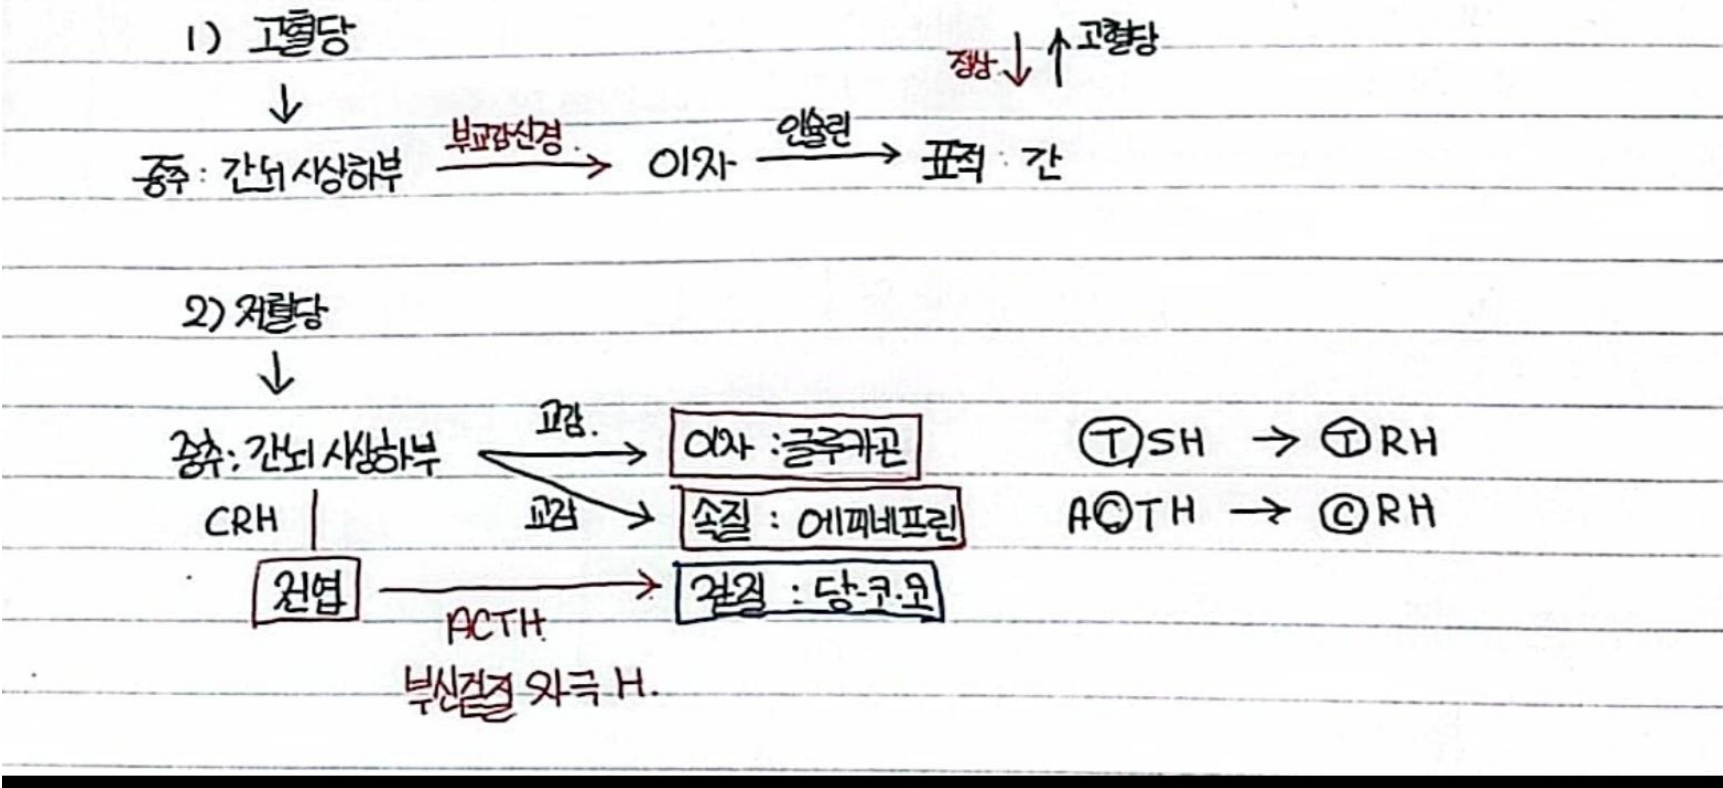 1) 고혈당
정상 ↓ ↑ 고혈당
↓
중추 : 간뇌 시상하부 부교감신경. → 이자 인슐린 → 표적 : 간
2) 저혈당
↓
중추 : 간뇌 시상하부 교감. → 이자 : 글루카곤 TSH → TRH
CRH 교감 → 속질 : 에피네프린 ACTH → CRH
전엽 → 겉질 : 당·코·코
ACTH
부신겉질 자극 H.